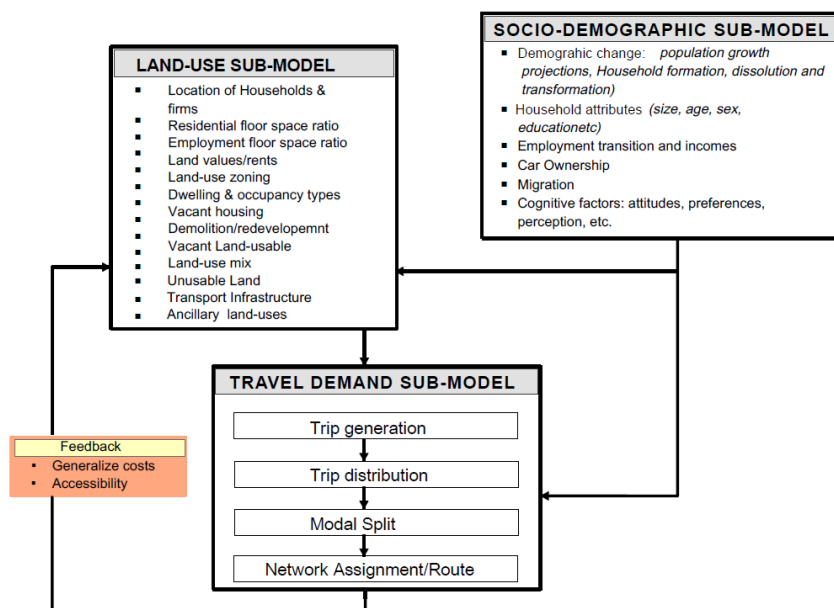 LAND-USE SUB-MODEL
Location of Households &
firms
Residential floor space ratio
Employment floor space ratio
Land values/rents
Land-use zoning
Dwelling & occupancy types
Vacant housing
Demolition/redevelopemnt
Vacant Land-usable
Land-use mix
Unusable Land
Transport Infrastructure
Ancillary land-uses
SOCIO-DEMOGRAPHIC SUB-MODEL
Demograhic change: population growth
projections, Household formation, dissolution and
transformation)
Household attributes (size, age, sex,
educationetc)
Employment transition and incomes
Car Ownership
Migration
Cognitive factors: attitudes, preferences,
perception, etc.
TRAVEL DEMAND SUB-MODEL
Trip generation
Trip distribution
Modal Split
Network Assignment/Route
Feedback
Generalize costs
Accessibility